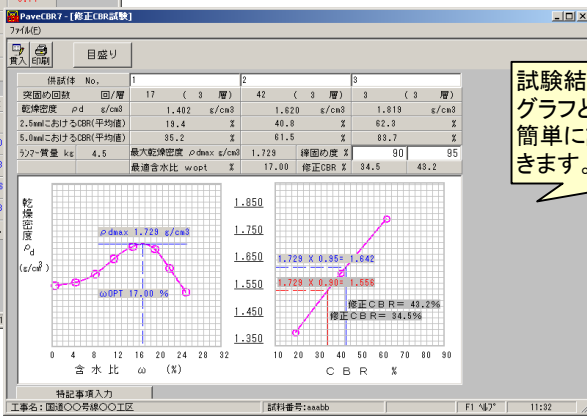 PaveCBR7 - [修正CBR試験]
ファイル(F)
貫入 印刷 目盛り
供試体 No. 1 2 3
突固め回数 回/層 17 ( 3 層) 42 ( 3 層) 3 ( 3 層)
乾燥密度 ρd g/cm3 1.402 g/cm3 1.620 g/cm3 1.819 g/cm3
2.5mmにおけるCBR(平均値) 19.4 % 40.8 % 62.3 %
5.0mmにおけるCBR(平均値) 35.2 % 61.5 % 83.7 %
ランマー質量 kg 4.5 最大乾燥密度 ρdmax g/cm3 1.729 締固め度 % 90 95
最適含水比 wopt % 17.00 修正CBR % 34.5 43.2
試験結
グラフと
簡単に
きます。
乾燥密度 ρd (g/cm3)
1.850
1.750
1.650
1.550
1.450
1.350
ρdmax 1.729 g/cm3
ωOPT 17.00 %
1.729 X 0.95= 1.642
1.729 X 0.90= 1.556
修正CBR= 43.2%
修正CBR= 34.5%
0 4 8 12 16 20 24 28 32
含水比 ω (%)
10 20 30 40 50 60 70 80 90
CBR %
特記事項入力
工事名:国道〇〇号線〇〇工区 試料番号:aaabb F1 ヘルプ 11:32